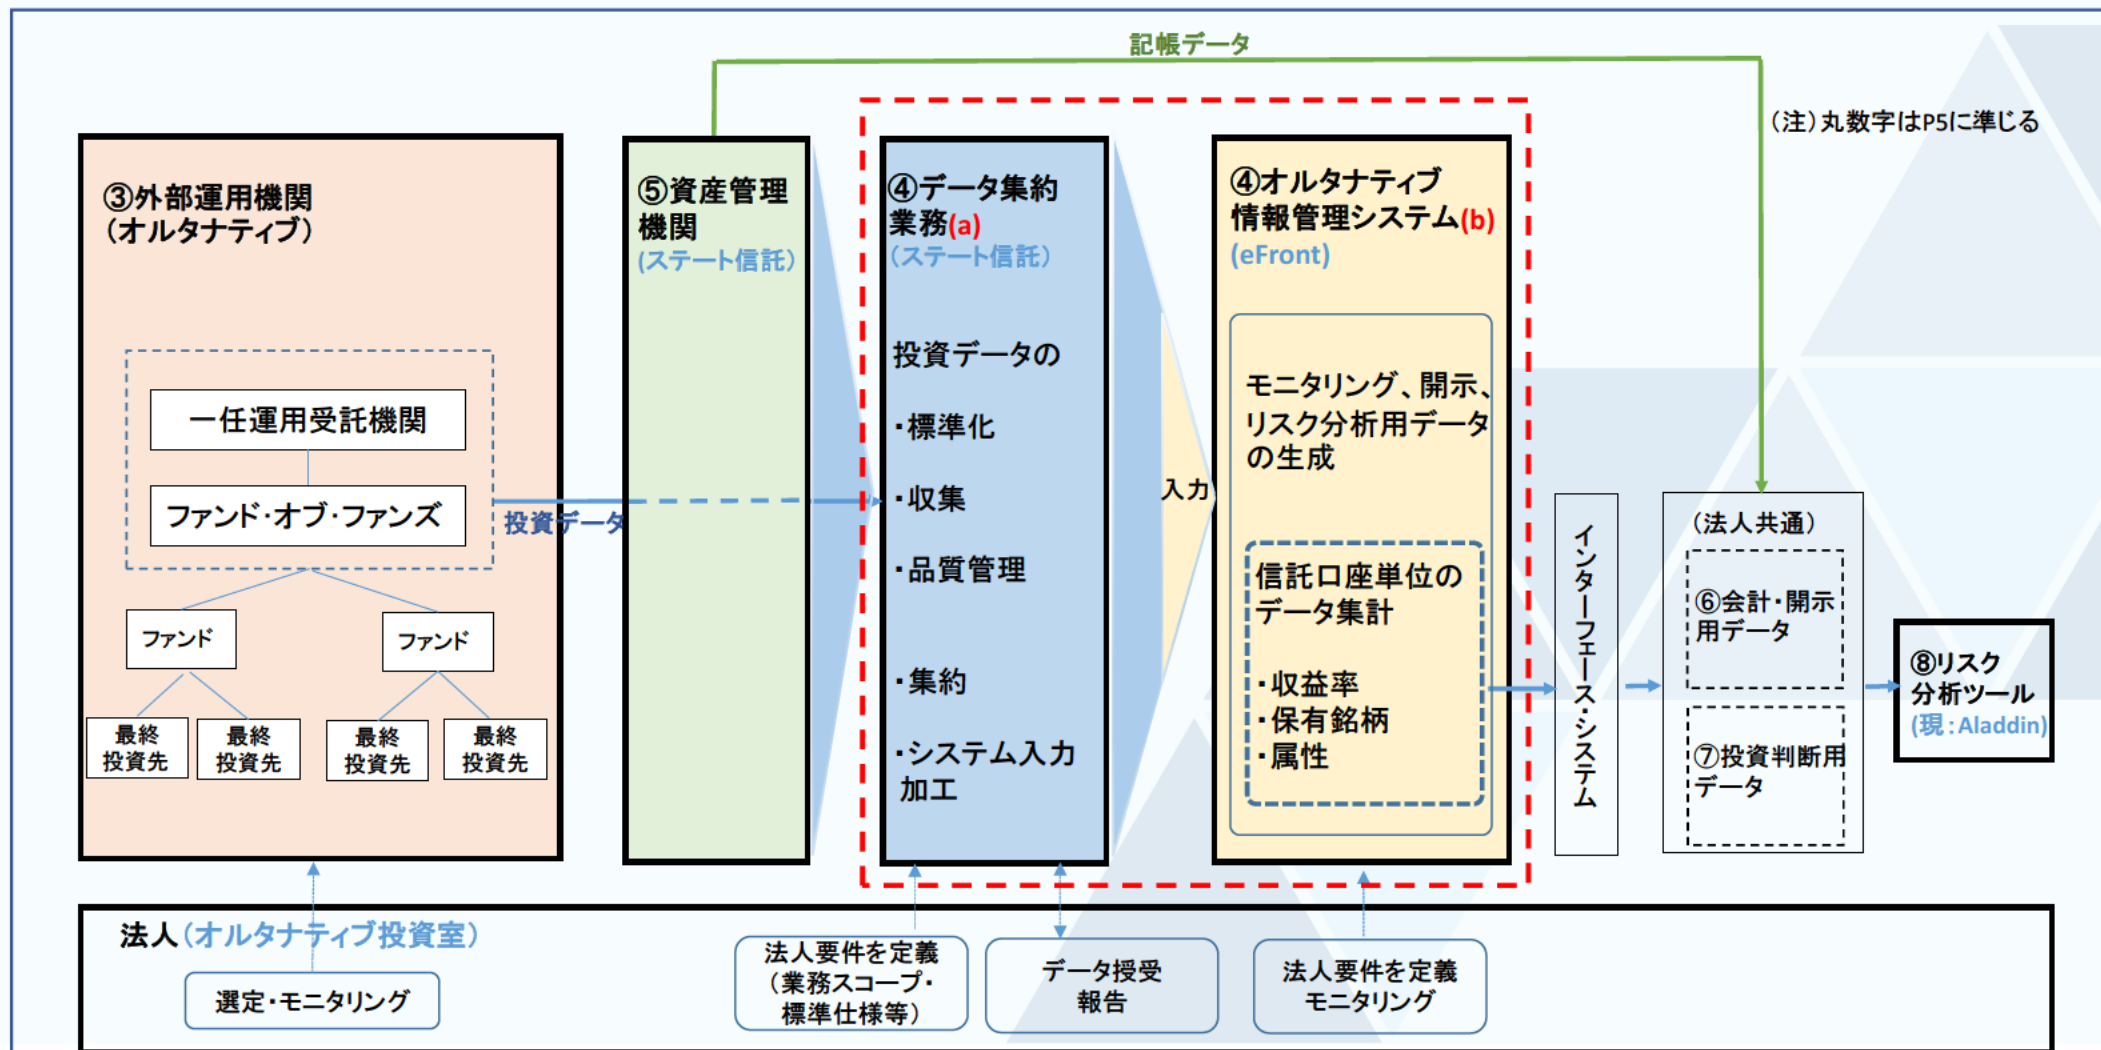 記帳データ
（注）丸数字はP5に準じる
③外部運用機関
（オルタナティブ）
一任運用受託機関
ファンド・オブ・ファンズ
ファンド
ファンド
最終
投資先
最終
投資先
最終
投資先
最終
投資先
投資データ
⑤資産管理
機関
(ステート信託)
④データ集約
業務(a)
（ステート信託）
投資データの
・標準化
・収集
・品質管理
・集約
・システム入力
加工
入力
④オルタナティブ
情報管理システム(b)
(eFront)
モニタリング、開示、
リスク分析用データ
の生成
信託口座単位の
データ集計
・収益率
・保有銘柄
・属性
インターフェース・システム
（法人共通）
⑥会計・開示
用データ
⑦投資判断用
データ
⑧リスク
分析ツール
(現：Aladdin)
法人（オルタナティブ投資室）
選定・モニタリング
法人要件を定義
（業務スコープ・
標準仕様等）
データ授受
報告
法人要件を定義
モニタリング